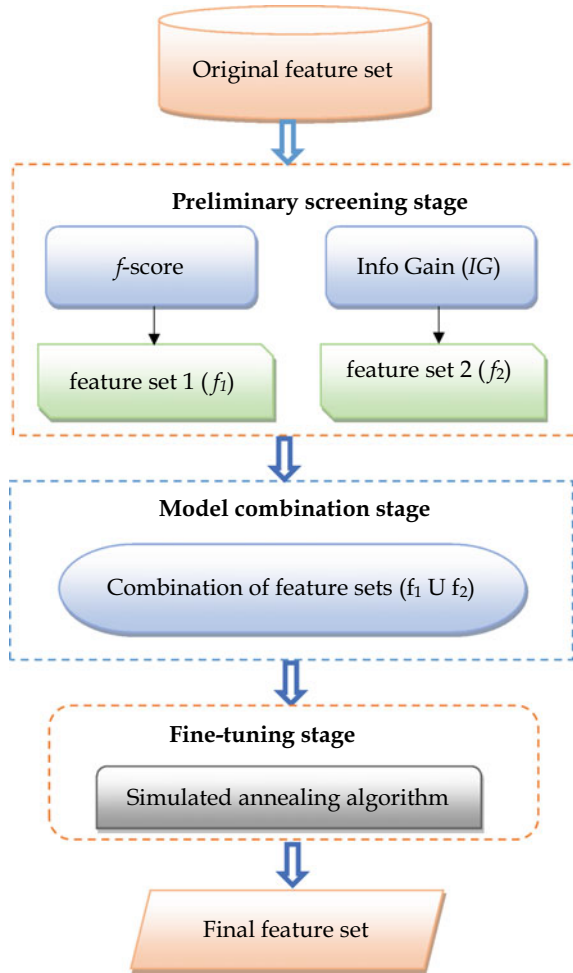 Original feature set
Preliminary screening stage
f-score
Info Gain (IG)
feature set 1 (f₁)
feature set 2 (f₂)
Model combination stage
Combination of feature sets (f₁ U f₂)
Fine-tuning stage
Simulated annealing algorithm
Final feature set